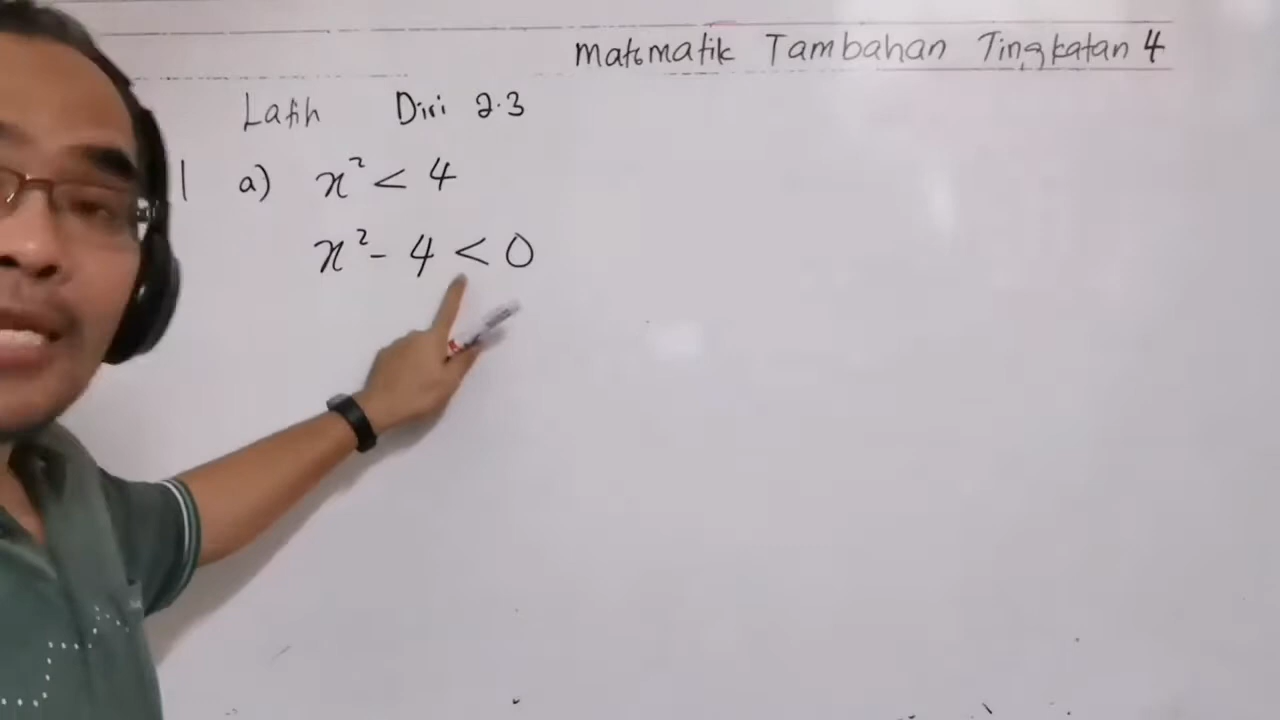 Matematik Tambahan Tingkatan 4
Latih Diri 2.3
1 a) x² < 4
x² - 4 < 0